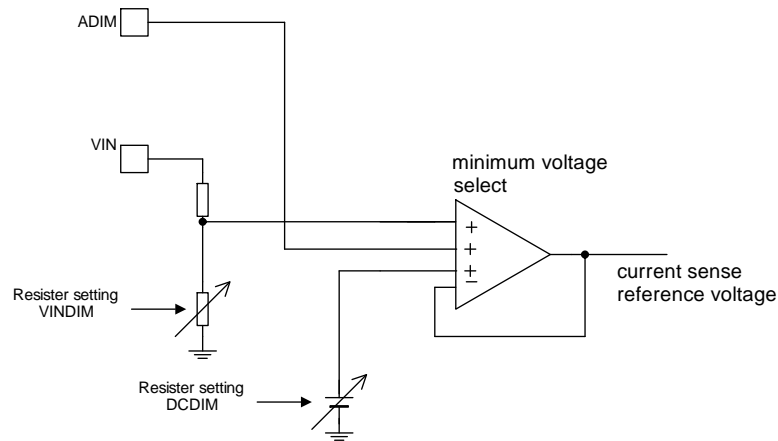 ADIM
VIN
minimum voltage
select
+
+
+
−
current sense
reference voltage
Resister setting
VINDIM
Resister setting
DCDIM